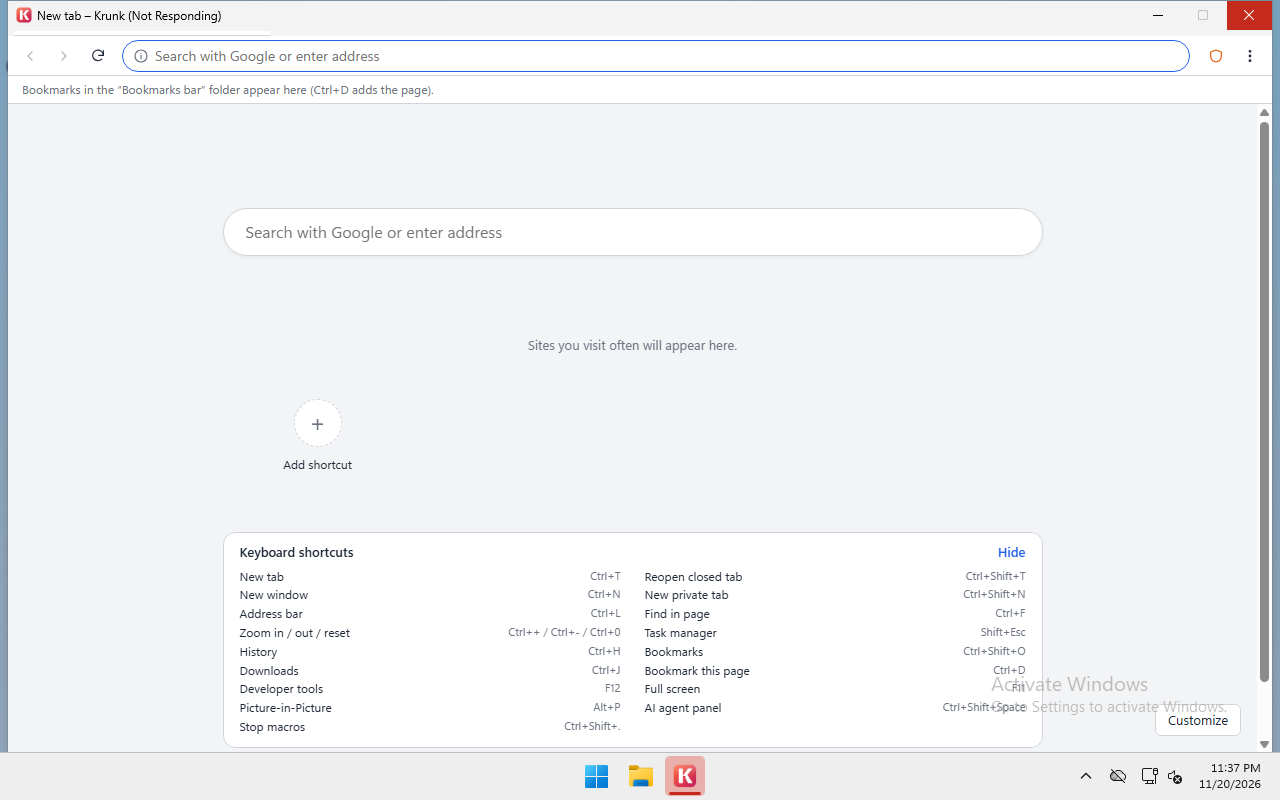 New tab – Krunk (Not Responding)
Search with Google or enter address
Bookmarks in the "Bookmarks bar" folder appear here (Ctrl+D adds the page).
Search with Google or enter address
Sites you visit often will appear here.
+
Add shortcut
Keyboard shortcuts Hide
New tab Ctrl+T Reopen closed tab Ctrl+Shift+T
New window Ctrl+N New private tab Ctrl+Shift+N
Address bar Ctrl+L Find in page Ctrl+F
Zoom in / out / reset Ctrl++ / Ctrl+- / Ctrl+0 Task manager Shift+Esc
History Ctrl+H Bookmarks Ctrl+Shift+O
Downloads Ctrl+J Bookmark this page Ctrl+D
Developer tools F12 Full screen F11
Picture-in-Picture Alt+P AI agent panel Ctrl+Shift+Space
Stop macros Ctrl+Shift+.
Activate Windows
Go to Settings to activate Windows.
Customize
K
11:37 PM
11/20/2026